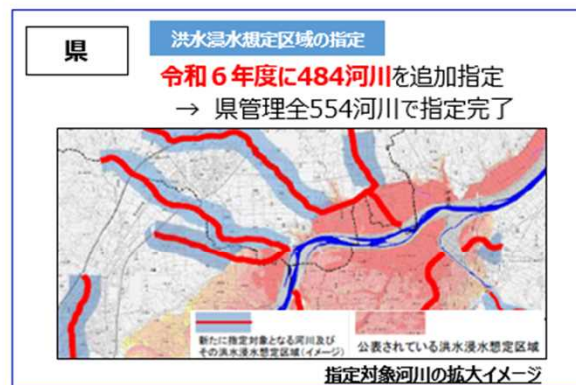 県
洪水浸水想定区域の指定
令和６年度に484河川を追加指定
→ 県管理全554河川で指定完了
新たに指定対象となる河川及び
その洪水浸水想定区域(イメージ)
公表されている洪水浸水想定区域
指定対象河川の拡大イメージ